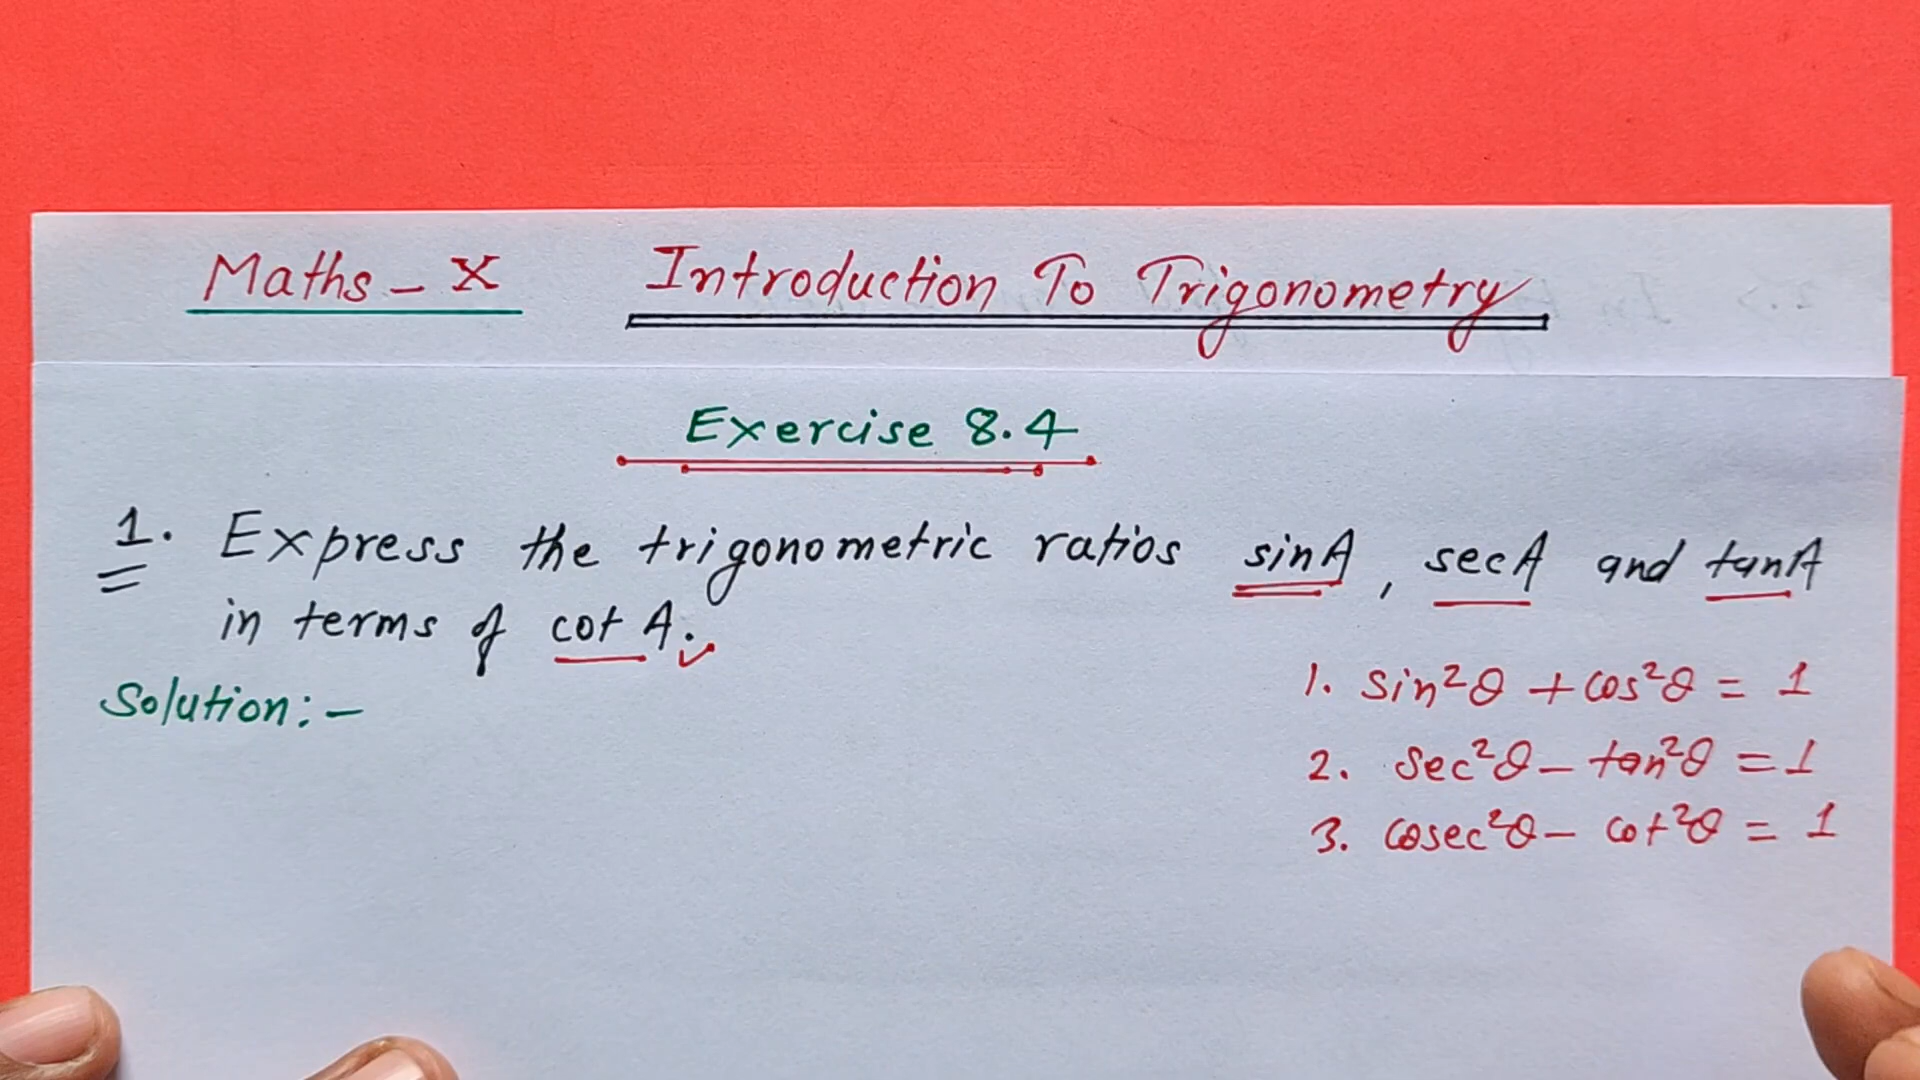 Maths - X Introduction To Trigonometry
Exercise 8.4
1. Express the trigonometric ratios sinA, secA and tanA
in terms of cot A.
Solution:-
1. sin²θ + cos²θ = 1
2. sec²θ - tan²θ = 1
3. cosec²θ - cot²θ = 1